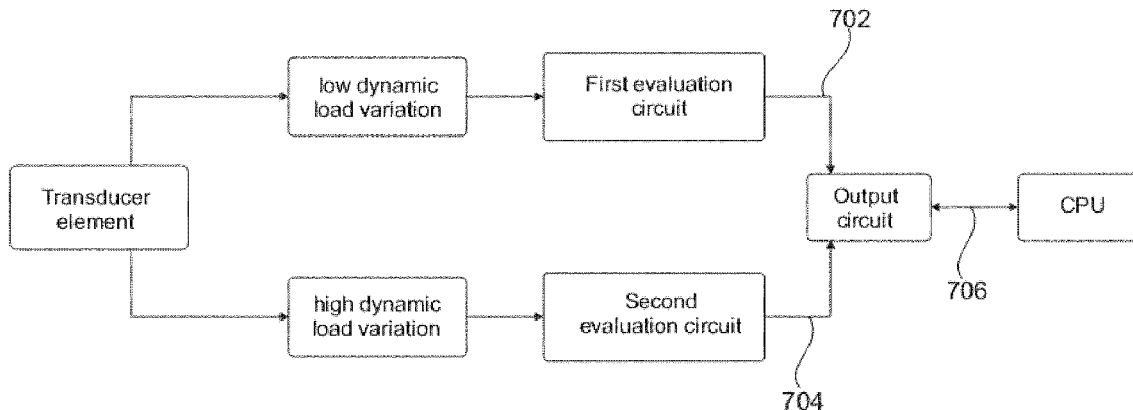 702
low dynamic
load variation
First evaluation
circuit
Transducer
element
Output
circuit
CPU
706
high dynamic
load variation
Second
evaluation circuit
704